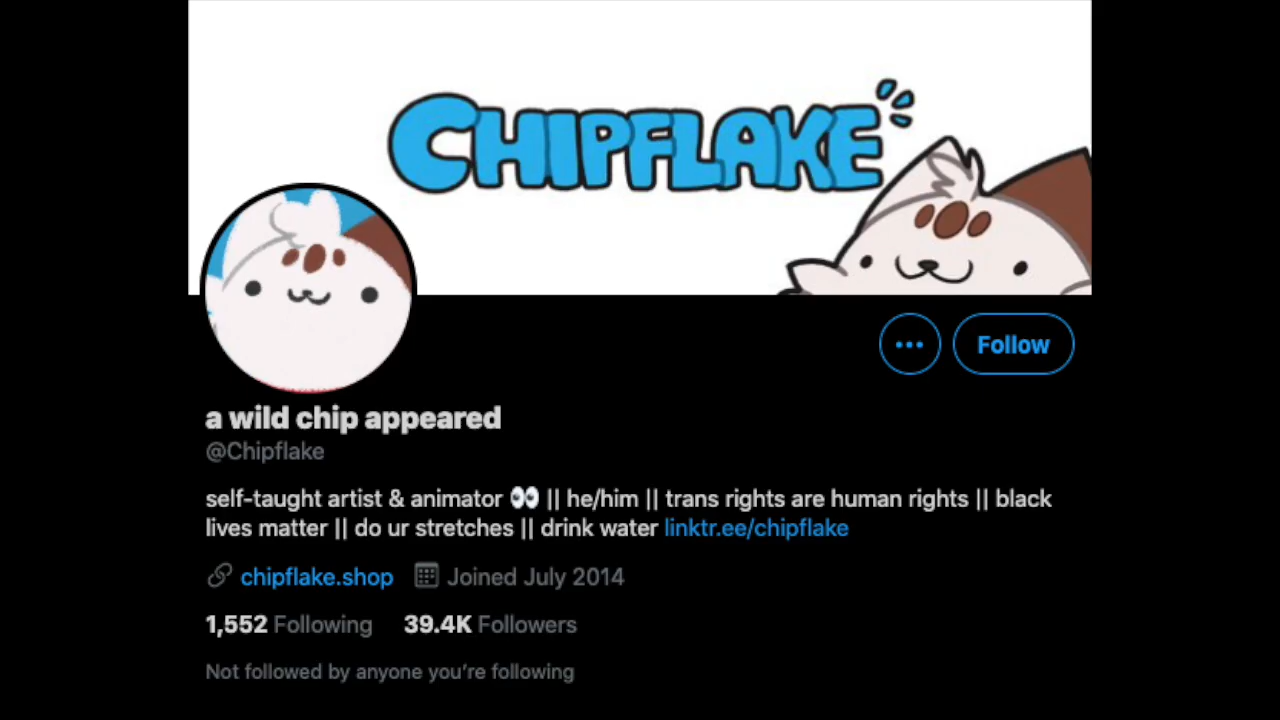 CHIPFLAKE
Follow
a wild chip appeared
@Chipflake
self-taught artist & animator 👀 || he/him || trans rights are human rights || black
lives matter || do ur stretches || drink water linktr.ee/chipflake
chipflake.shop Joined July 2014
1,552 Following 39.4K Followers
Not followed by anyone you’re following